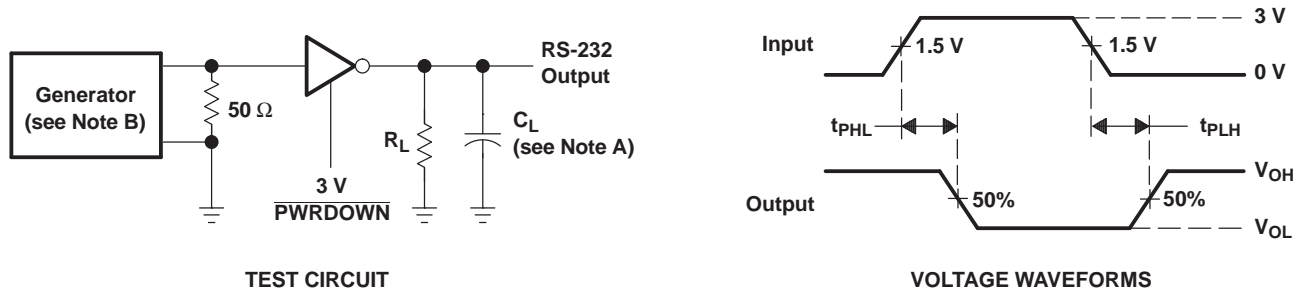 Generator
(see Note B)
50 Ω
3 V
PWRDOWN
R_L
C_L
(see Note A)
RS-232
Output
TEST CIRCUIT
Input
1.5 V
1.5 V
3 V
0 V
t_PHL
t_PLH
Output
50%
50%
V_OH
V_OL
VOLTAGE WAVEFORMS